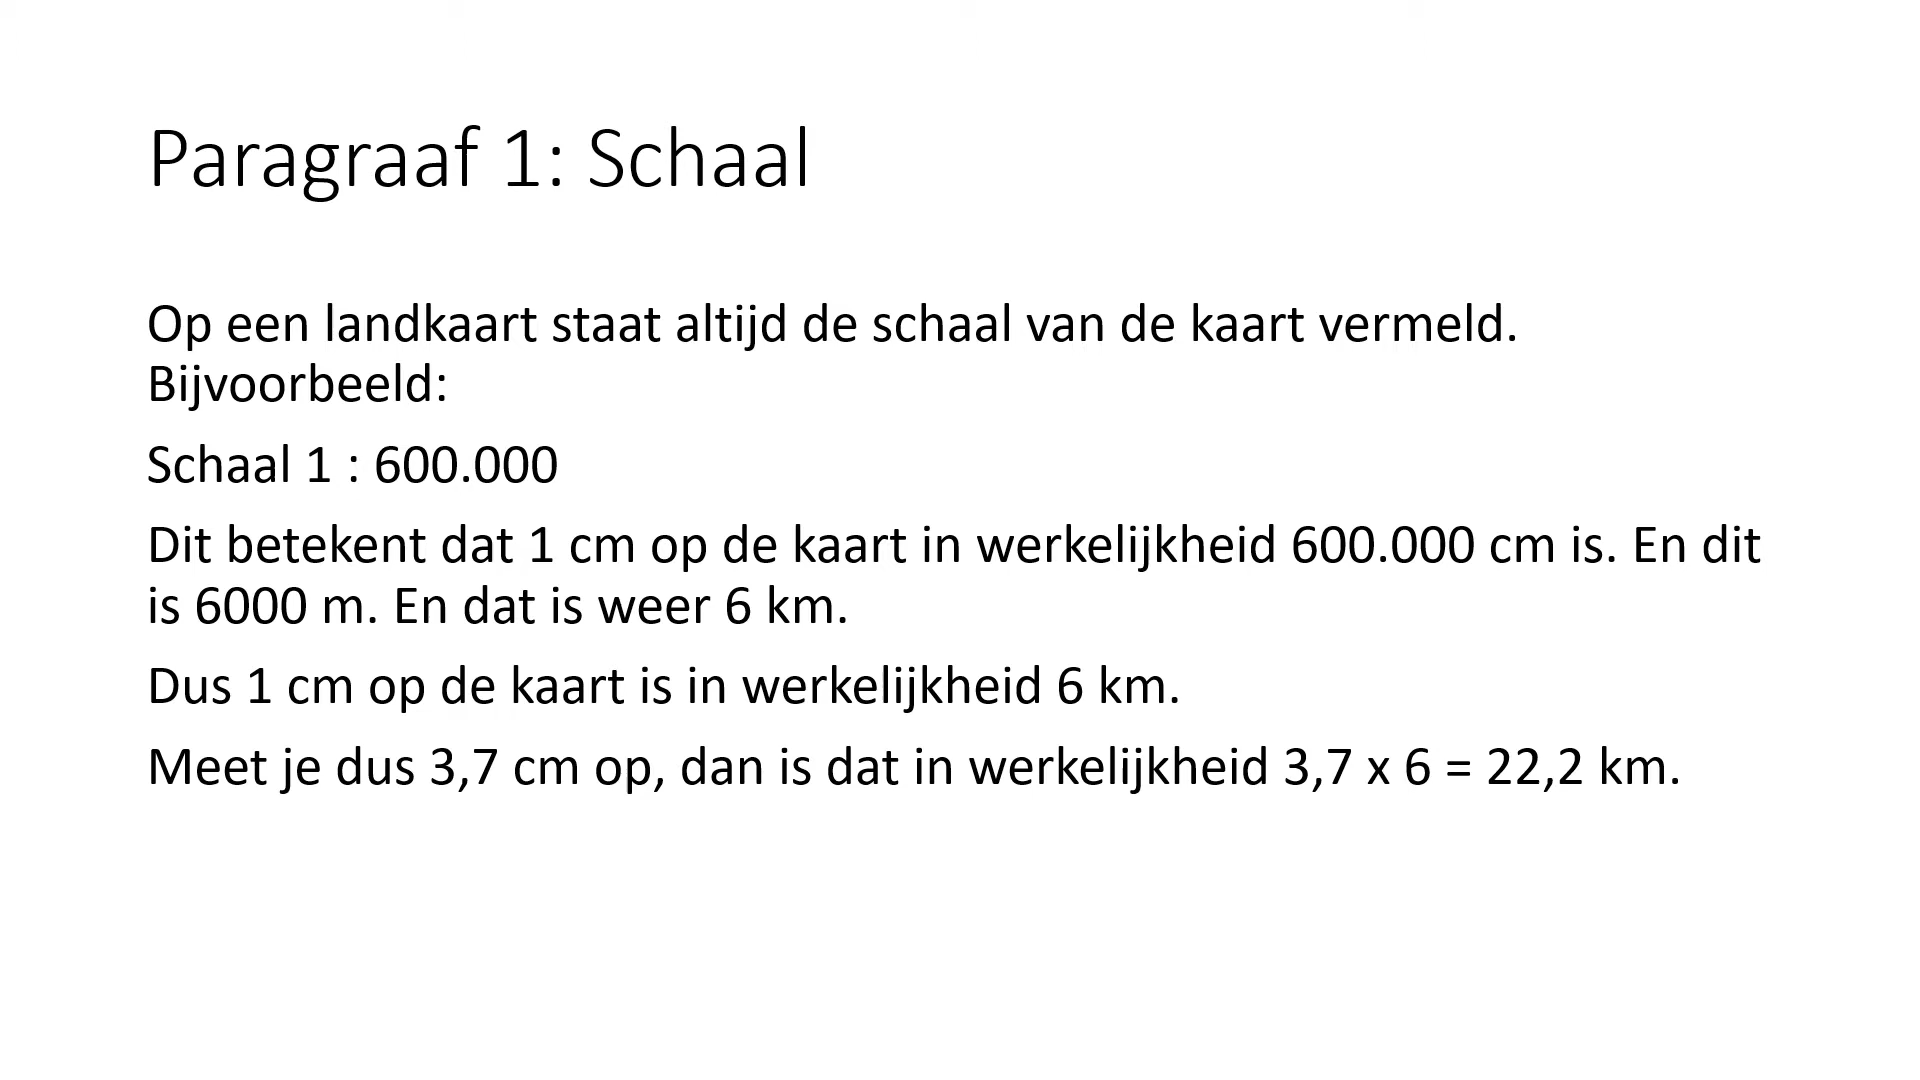 Paragraaf 1: Schaal
Op een landkaart staat altijd de schaal van de kaart vermeld.
Bijvoorbeeld:
Schaal 1 : 600.000
Dit betekent dat 1 cm op de kaart in werkelijkheid 600.000 cm is. En dit
is 6000 m. En dat is weer 6 km.
Dus 1 cm op de kaart is in werkelijkheid 6 km.
Meet je dus 3,7 cm op, dan is dat in werkelijkheid 3,7 x 6 = 22,2 km.